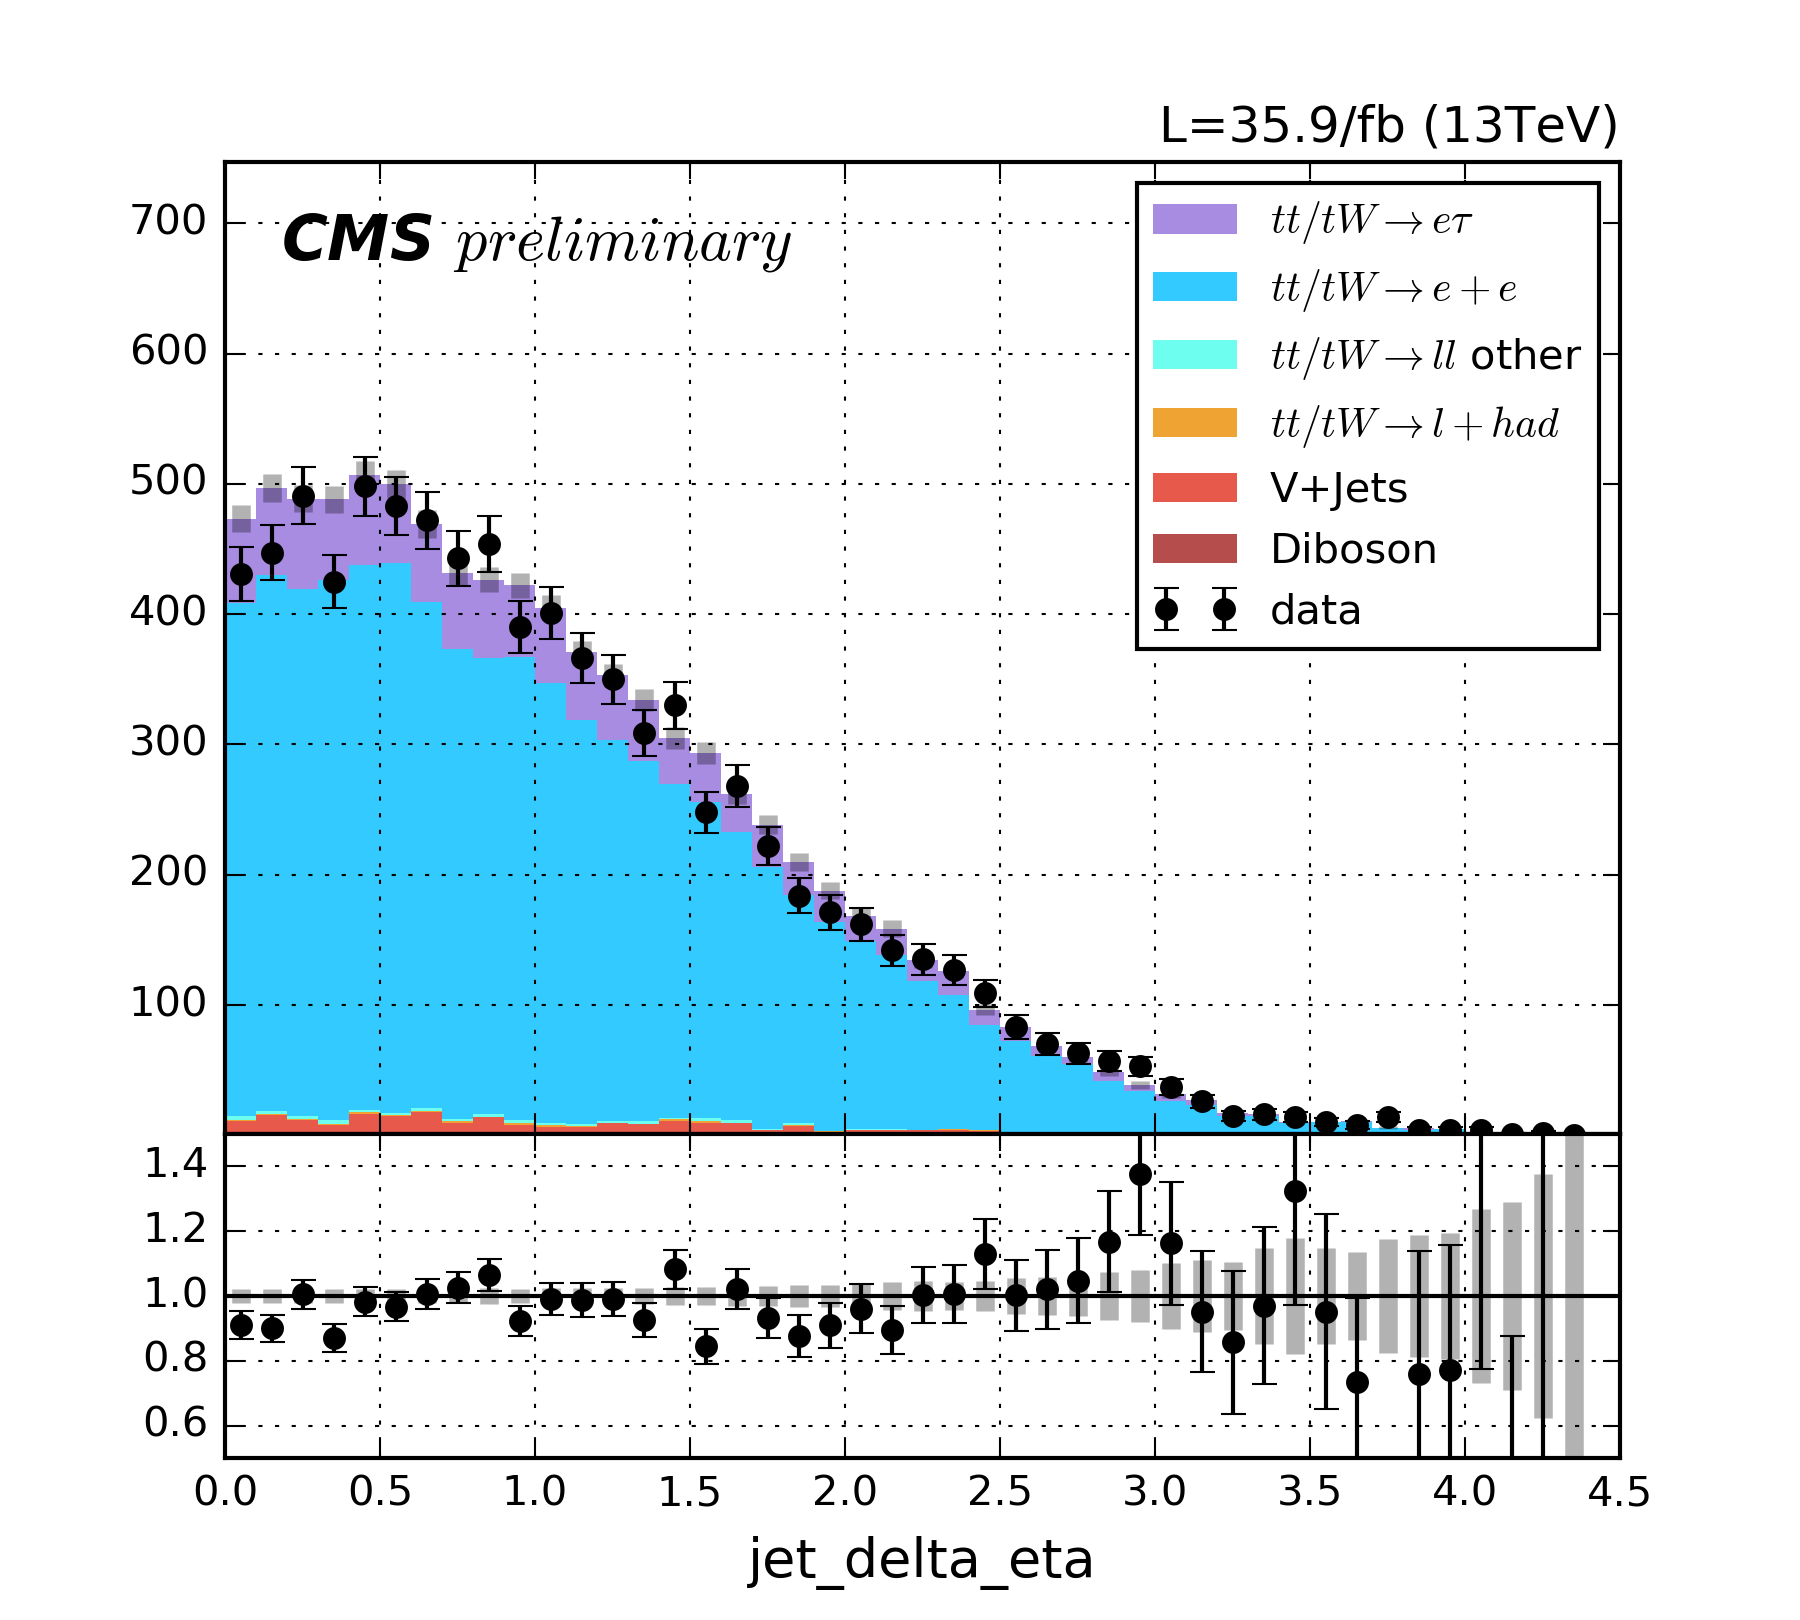 L=35.9/fb (13TeV)
CMS preliminary
700
600
500
400
300
200
100
tt/tW → eτ
tt/tW → e + e
tt/tW → ll other
tt/tW → l + had
V+Jets
Diboson
data
1.4
1.2
1.0
0.8
0.6
0.0 0.5 1.0 1.5 2.0 2.5 3.0 3.5 4.0 4.5
jet_delta_eta